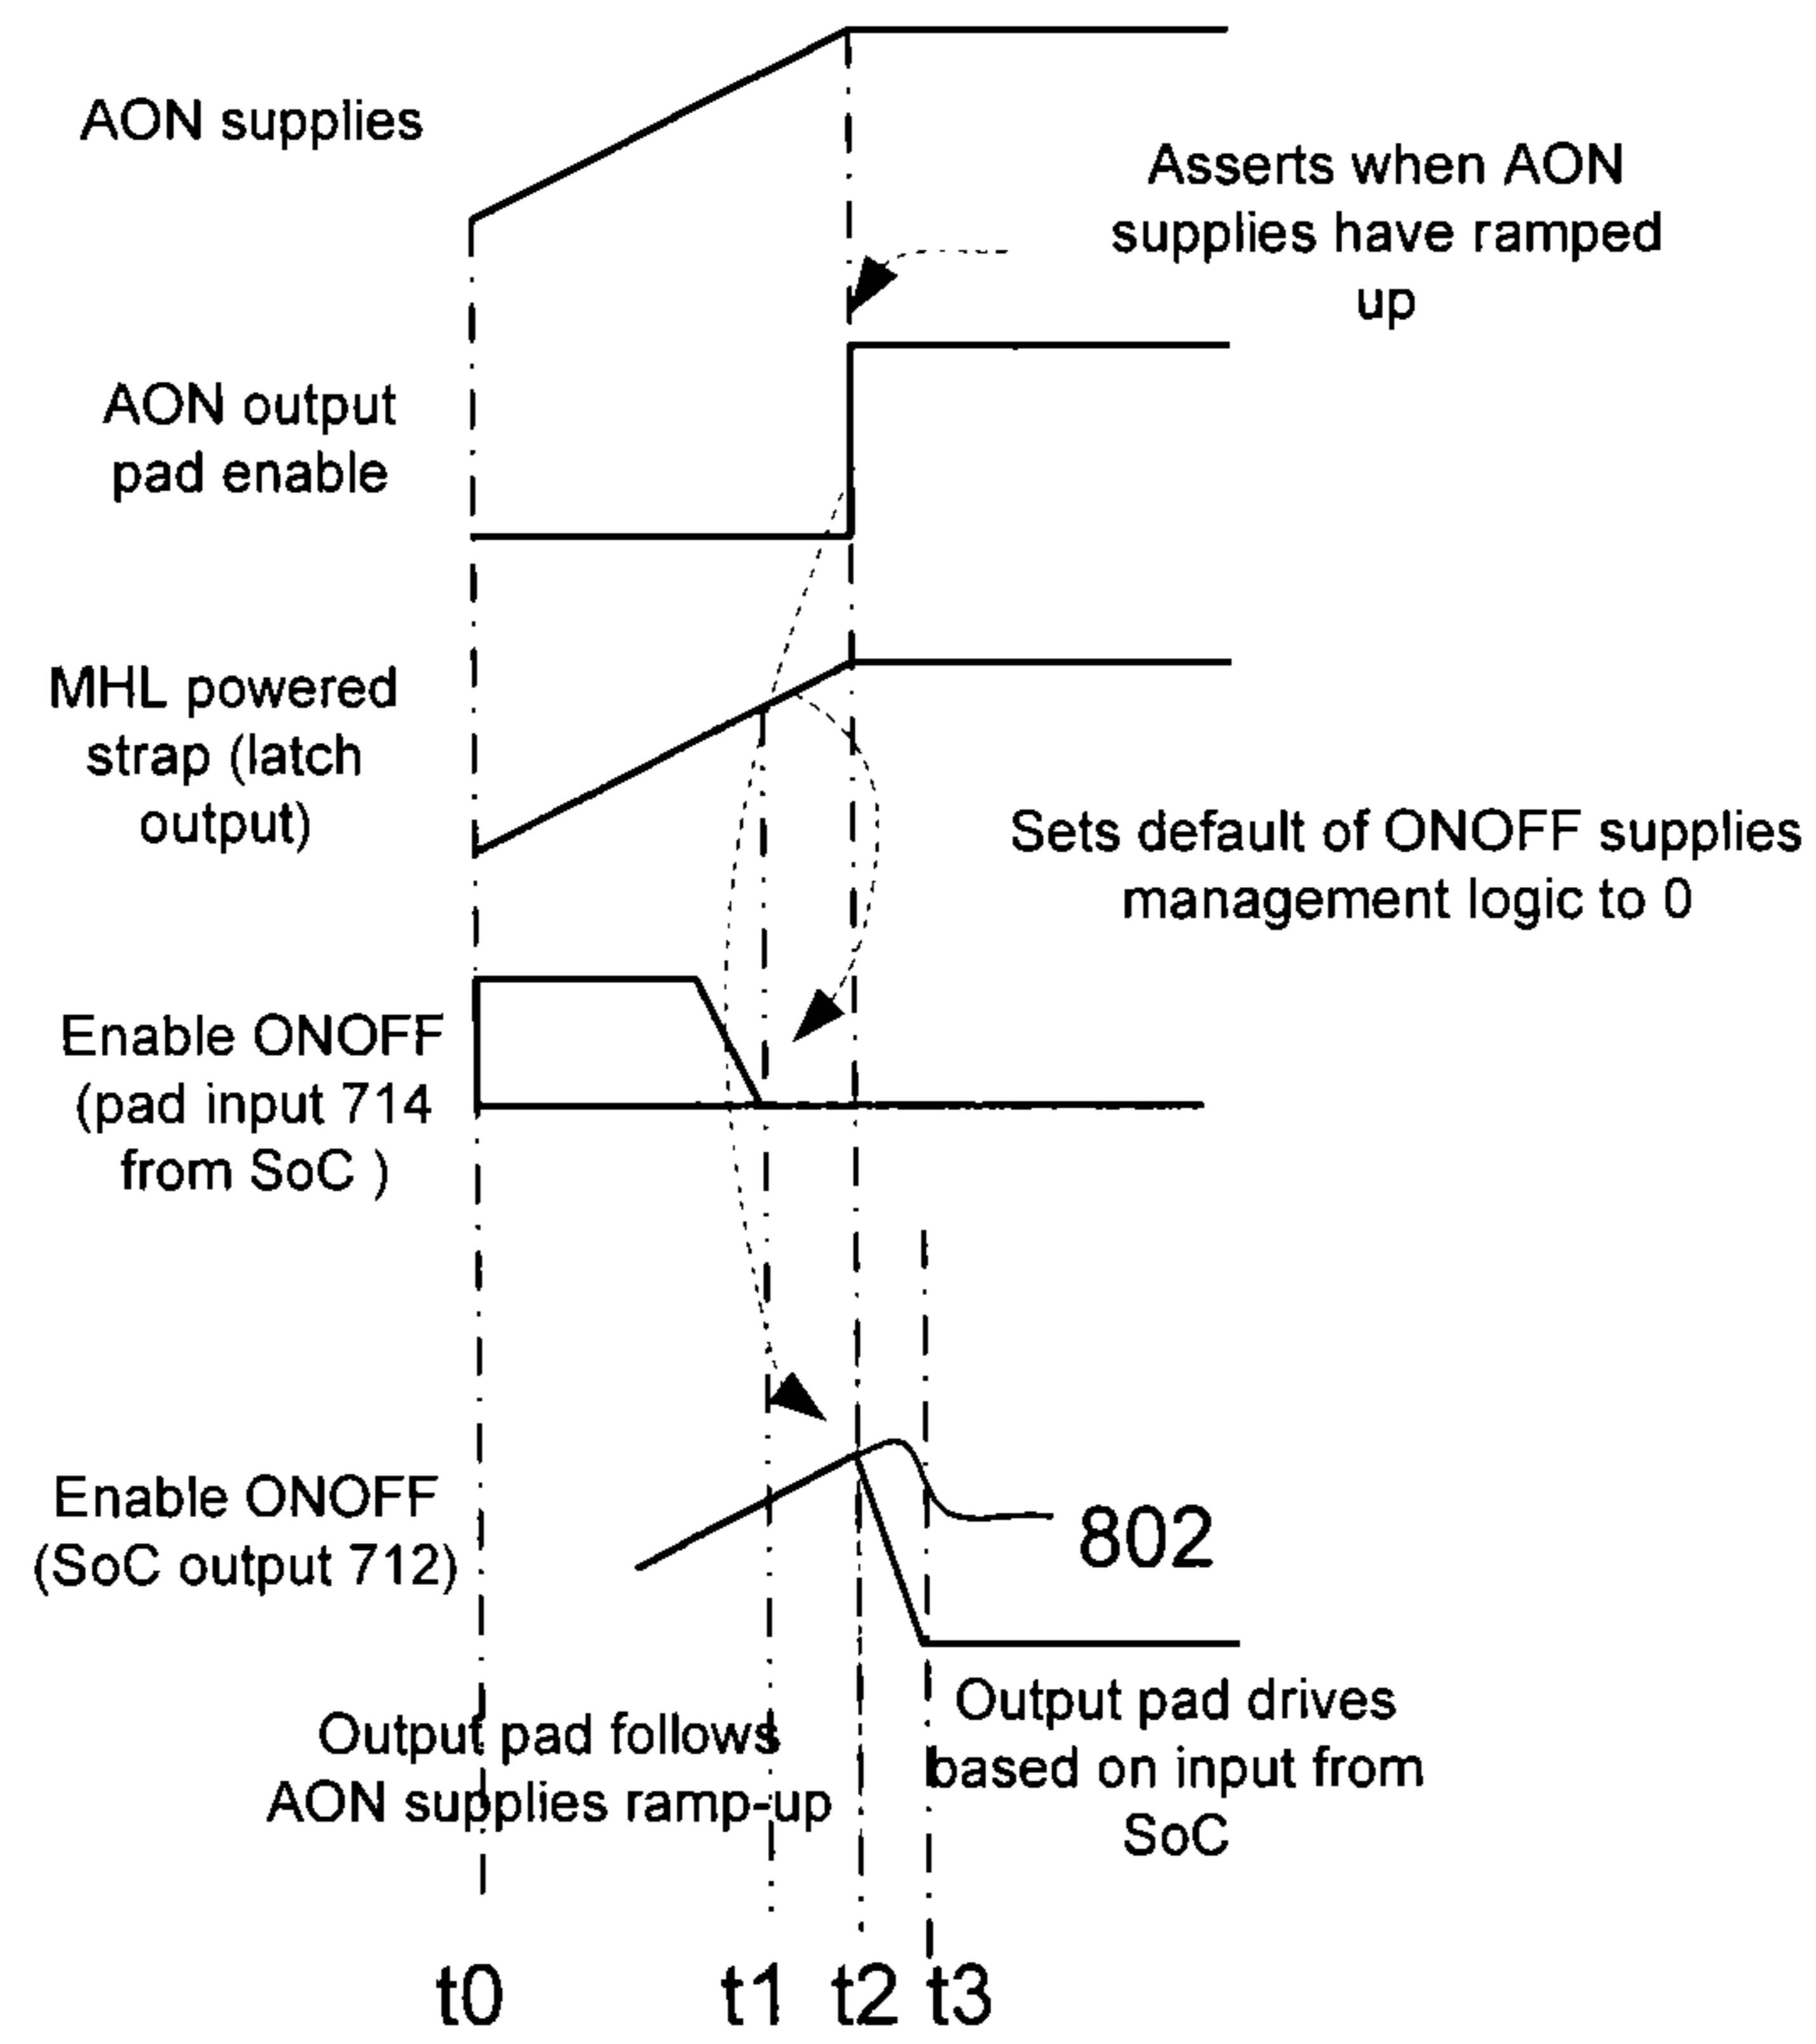 AON supplies
Asserts when AON
supplies have ramped
up
AON output
pad enable
MHL powered
strap (latch
output)
Sets default of ONOFF supplies
management logic to 0
Enable ONOFF
(pad input 714
from SoC )
Enable ONOFF
(SoC output 712)
802
Output pad follows
AON supplies ramp-up
Output pad drives
based on input from
SoC
t0 t1 t2 t3